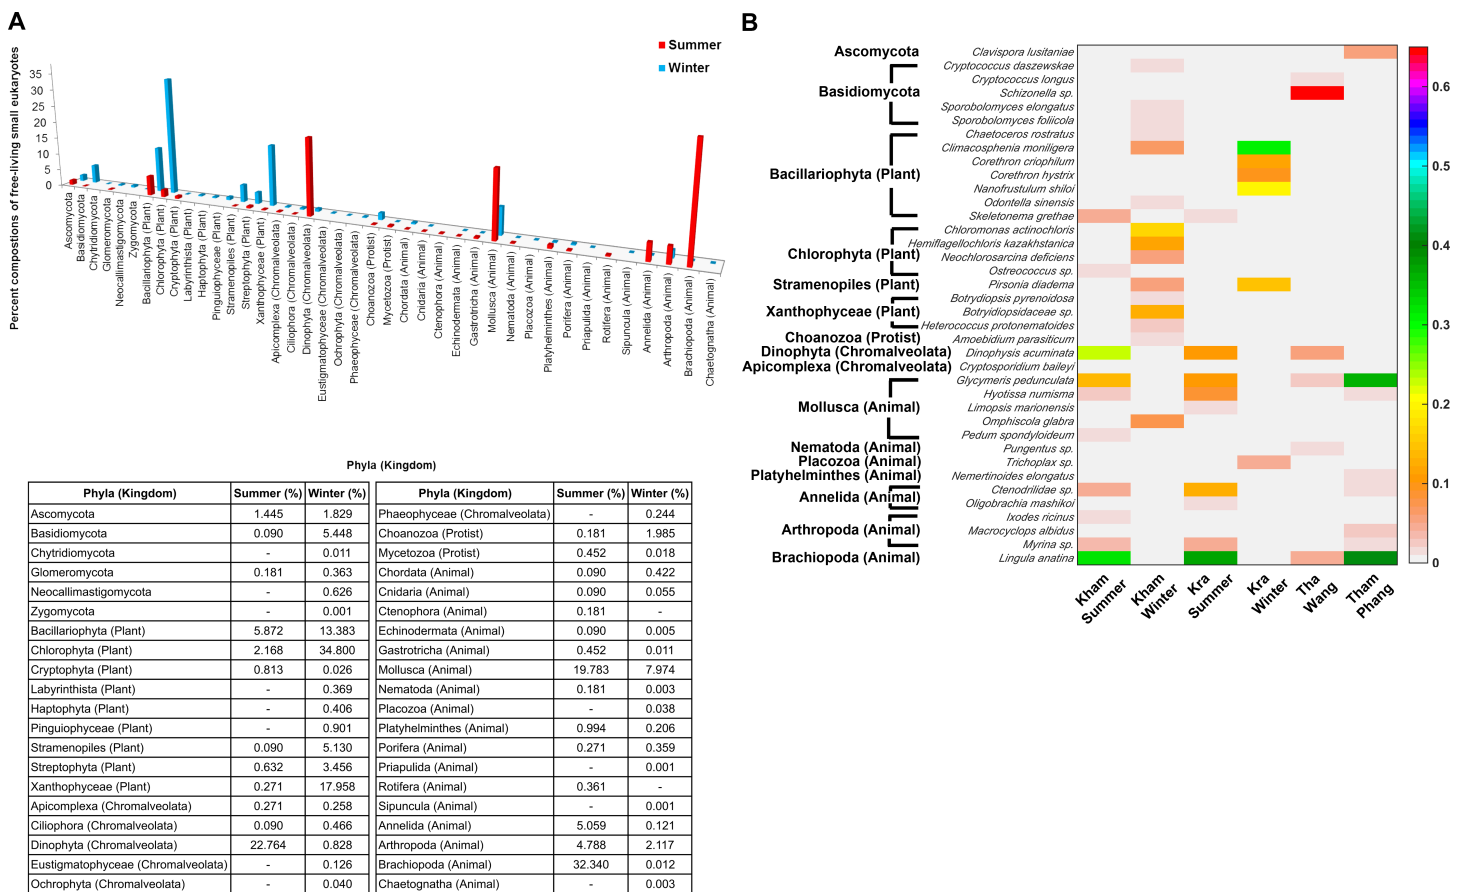 A
Percent compostions of free-living small eukaryotes
35
30
25
20
15
10
5
0
Summer
Winter
Ascomycota
Basidiomycota
Chytridiomycota
Glomeromycota
Neocallimastigomycota
Zygomycota
Bacillariophyta (Plant)
Chlorophyta (Plant)
Cryptophyta (Plant)
Labyrinthista (Plant)
Haptophyta (Plant)
Pinguiophyceae (Plant)
Stramenopiles (Plant)
Streptophyta (Plant)
Xanthophyceae (Plant)
Apicomplexa (Chromalveolata)
Ciliophora (Chromalveolata)
Dinophyta (Chromalveolata)
Eustigmatophyceae (Chromalveolata)
Ochrophyta (Chromalveolata)
Phaeophyceae (Chromalveolata)
Choanozoa (Protist)
Mycetozoa (Protist)
Chordata (Animal)
Cnidaria (Animal)
Ctenophora (Animal)
Echinodermata (Animal)
Gastrotricha (Animal)
Mollusca (Animal)
Nematoda (Animal)
Placozoa (Animal)
Platyhelminthes (Animal)
Porifera (Animal)
Priapulida (Animal)
Rotifera (Animal)
Sipuncula (Animal)
Annelida (Animal)
Arthropoda (Animal)
Brachiopoda (Animal)
Chaetognatha (Animal)
Phyla (Kingdom)
Phyla (Kingdom) Summer (%) Winter (%) Phyla (Kingdom) Summer (%) Winter (%)
Ascomycota 1.445 1.829 Phaeophyceae (Chromalveolata) - 0.244
Basidiomycota 0.090 5.448 Choanozoa (Protist) 0.181 1.985
Chytridiomycota - 0.011 Mycetozoa (Protist) 0.452 0.018
Glomeromycota 0.181 0.363 Chordata (Animal) 0.090 0.422
Neocallimastigomycota - 0.626 Cnidaria (Animal) 0.090 0.055
Zygomycota - 0.001 Ctenophora (Animal) 0.181 -
Bacillariophyta (Plant) 5.872 13.383 Echinodermata (Animal) 0.090 0.005
Chlorophyta (Plant) 2.168 34.800 Gastrotricha (Animal) 0.452 0.011
Cryptophyta (Plant) 0.813 0.026 Mollusca (Animal) 19.783 7.974
Labyrinthista (Plant) - 0.369 Nematoda (Animal) 0.181 0.003
Haptophyta (Plant) - 0.406 Placozoa (Animal) - 0.038
Pinguiophyceae (Plant) - 0.901 Platyhelminthes (Animal) 0.994 0.206
Stramenopiles (Plant) 0.090 5.130 Porifera (Animal) 0.271 0.359
Streptophyta (Plant) 0.632 3.456 Priapulida (Animal) - 0.001
Xanthophyceae (Plant) 0.271 17.958 Rotifera (Animal) 0.361 -
Apicomplexa (Chromalveolata) 0.271 0.258 Sipuncula (Animal) - 0.001
Ciliophora (Chromalveolata) 0.090 0.466 Annelida (Animal) 5.059 0.121
Dinophyta (Chromalveolata) 22.764 0.828 Arthropoda (Animal) 4.788 2.117
Eustigmatophyceae (Chromalveolata) - 0.126 Brachiopoda (Animal) 32.340 0.012
Ochrophyta (Chromalveolata) - 0.040 Chaetognatha (Animal) - 0.003
B
Ascomycota
Basidiomycota
Bacillariophyta (Plant)
Chlorophyta (Plant)
Stramenopiles (Plant)
Xanthophyceae (Plant)
Choanozoa (Protist)
Dinophyta (Chromalveolata)
Apicomplexa (Chromalveolata)
Mollusca (Animal)
Nematoda (Animal)
Placozoa (Animal)
Platyhelminthes (Animal)
Annelida (Animal)
Arthropoda (Animal)
Brachiopoda (Animal)
Clavispora lusitaniae
Cryptococcus daszewskae
Cryptococcus longus
Schizonella sp.
Sporobolomyces elongatus
Sporobolomyces foliicola
Chaetoceros rostratus
Climacosphenia moniligera
Corethron criophilum
Corethron hystrix
Nanofrustulum shiloi
Odontella sinensis
Skeletonema grethae
Chloromonas actinochloris
Hemiflagellochloris kazakhstanica
Neochlorosarcina deficiens
Ostreococcus sp.
Pirsonia diadema
Botrydiopsis pyrenoidosa
Botryidiopsidaceae sp.
Heterococcus protonematoides
Amoebidium parasiticum
Dinophysis acuminata
Cryptosporidium baileyi
Glycymeris pedunculata
Hyotissa numisma
Limopsis marionensis
Omphiscola glabra
Pedum spondyloideum
Pungentus sp.
Trichoplax sp.
Nemertinoides elongatus
Ctenodrilidae sp.
Oligobrachia mashikoi
Ixodes ricinus
Macrocyclops albidus
Myrina sp.
Lingula anatina
Kham Summer
Kham Winter
Kra Summer
Kra Winter
Tha Wang
Tham Phang
0.6
0.5
0.4
0.3
0.2
0.1
0